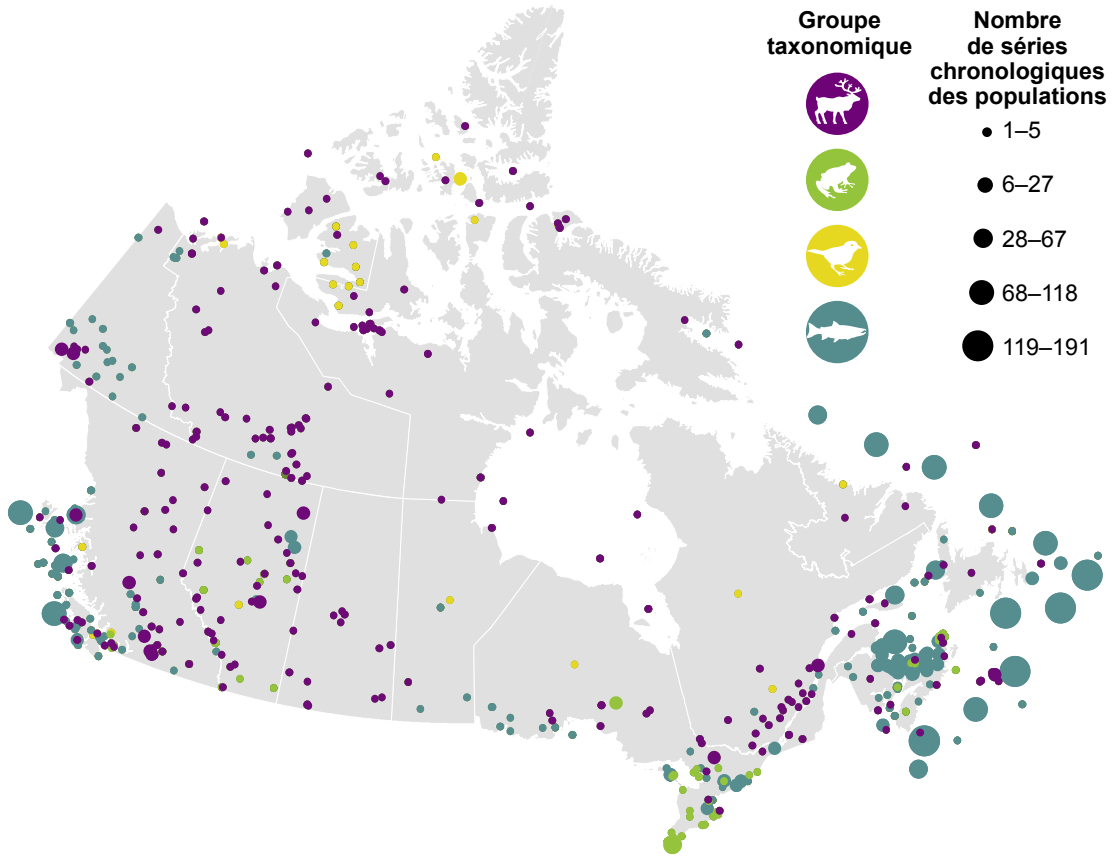 Groupe
taxonomique
Nombre
de séries
chronologiques
des populations
1–5
6–27
28–67
68–118
119–191